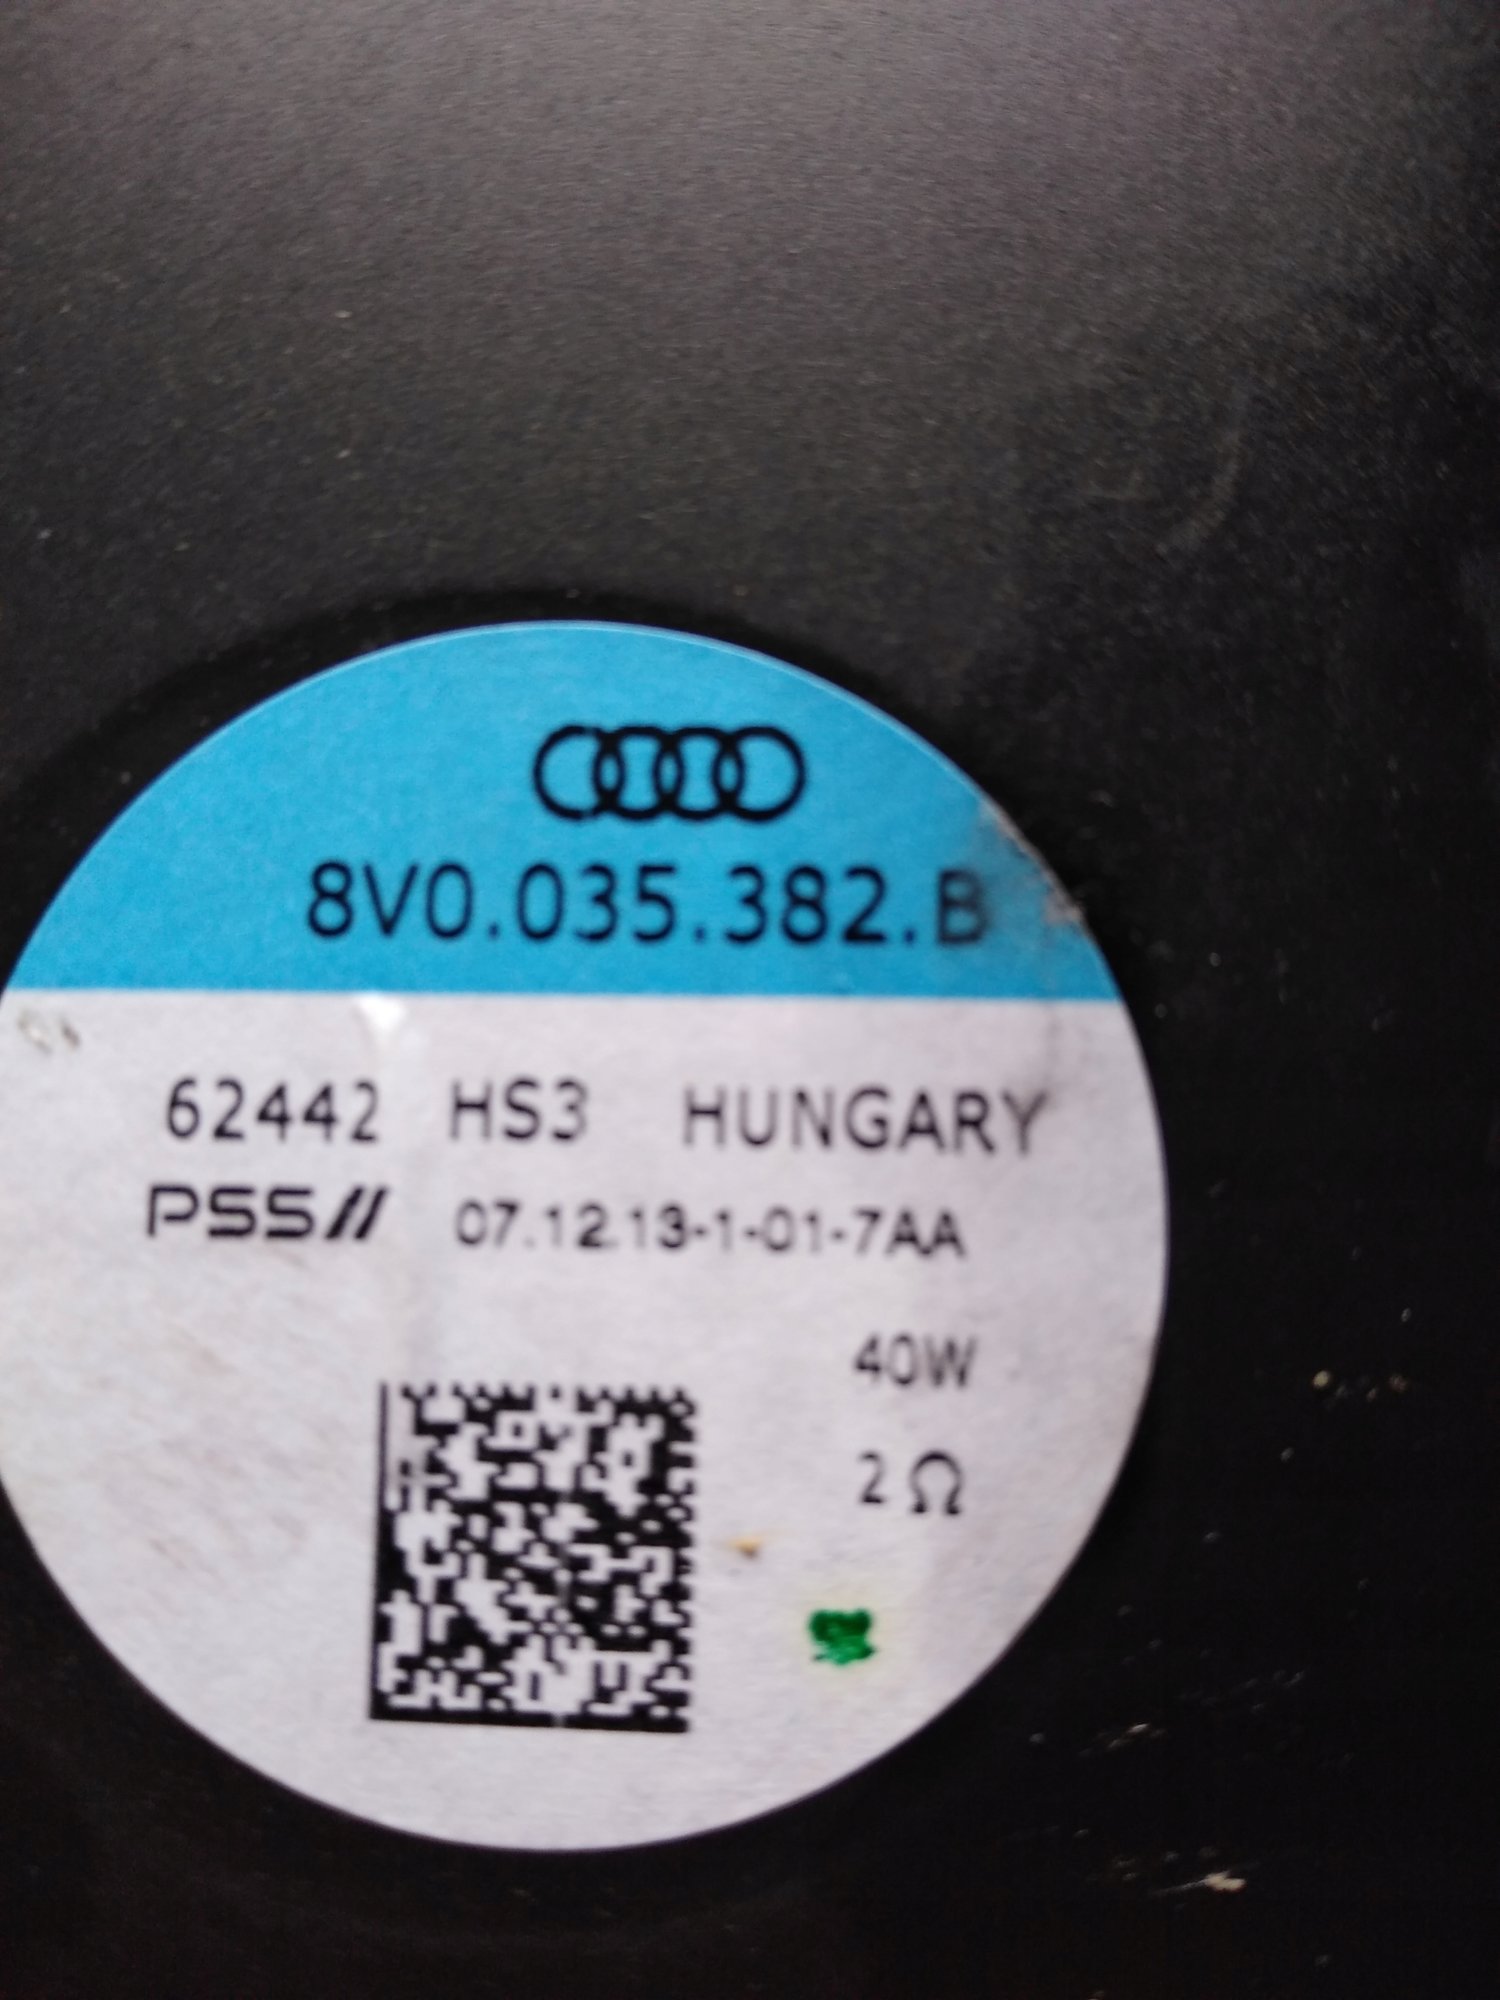 8V0.035.382.B
62442 HS3 HUNGARY
PSS// 07.12.13-1-01-7AA
40W
2 Ω